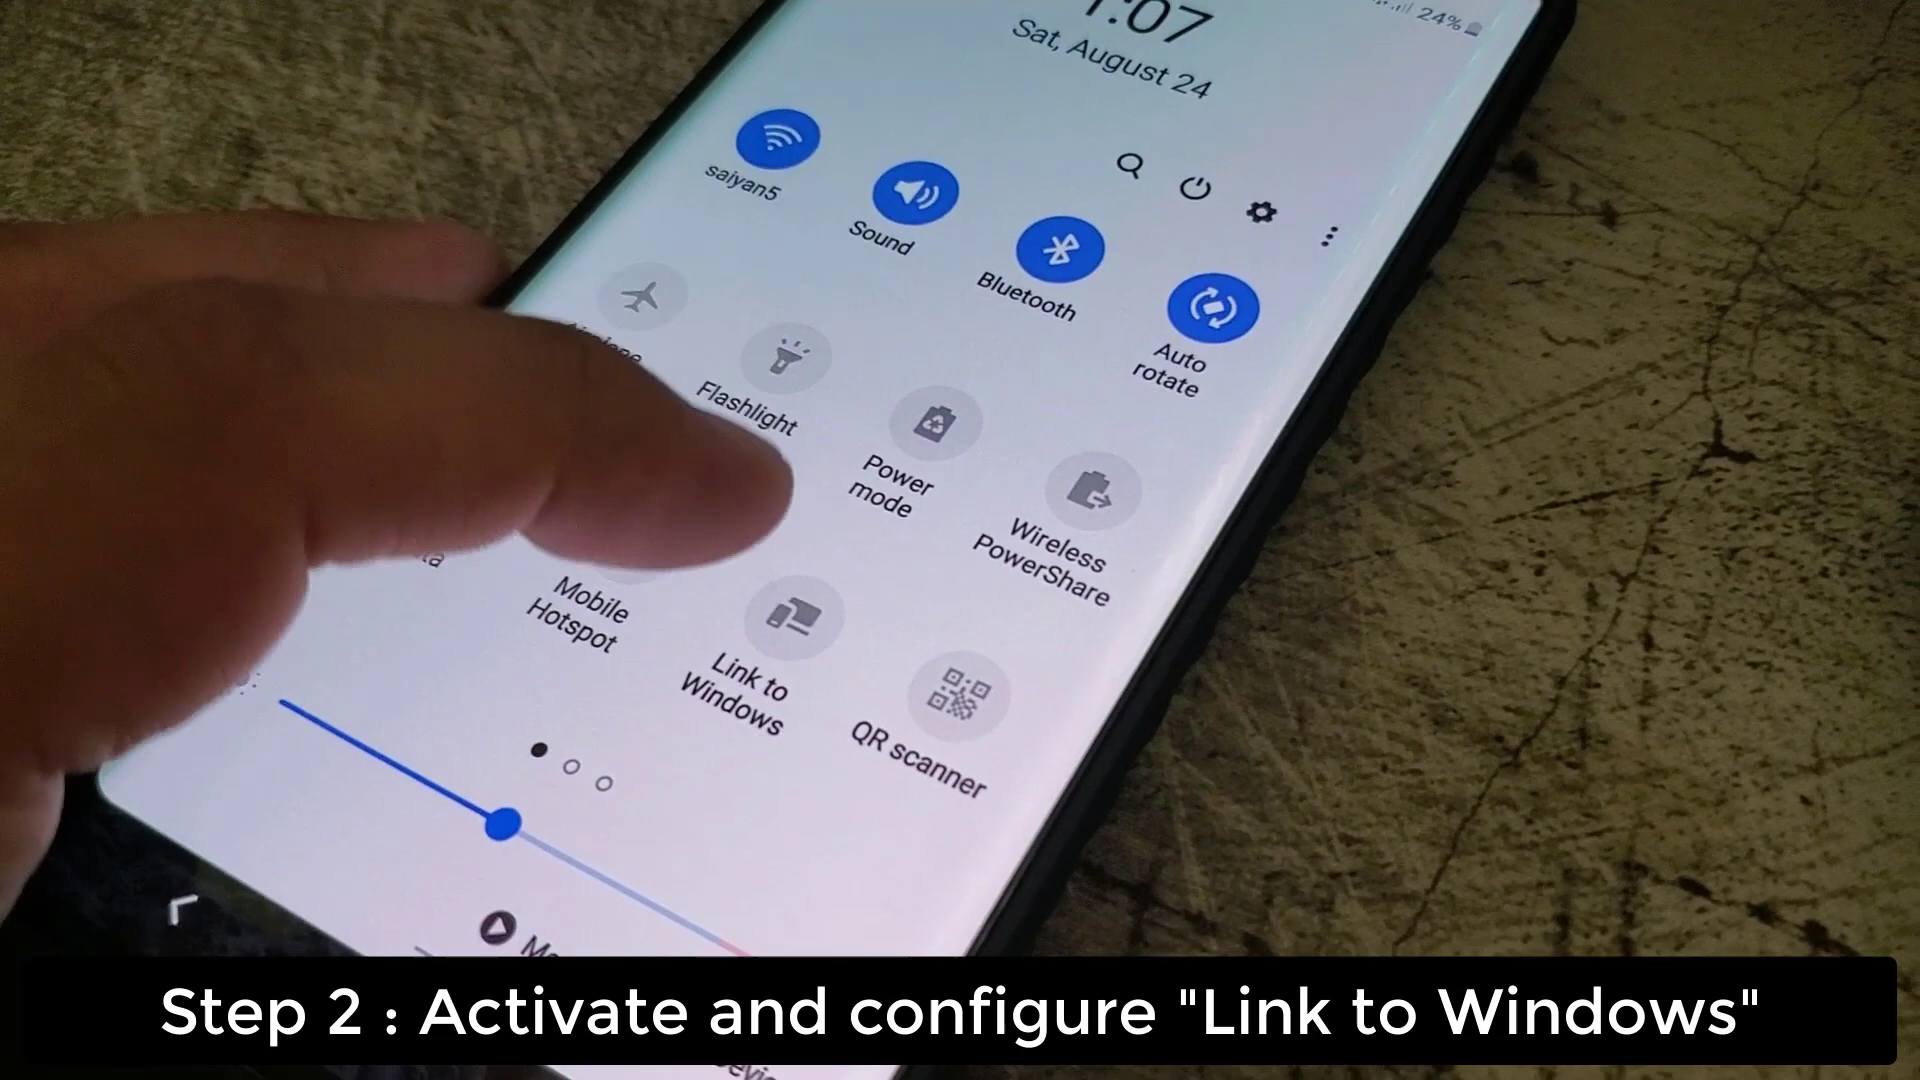 24%
:07
Sat, August 24
saiyan5
Sound
Bluetooth
Auto
rotate
Flashlight
Power
mode
Wireless
PowerShare
Mobile
Hotspot
Link to
Windows
QR scanner
Step 2 : Activate and configure "Link to Windows"